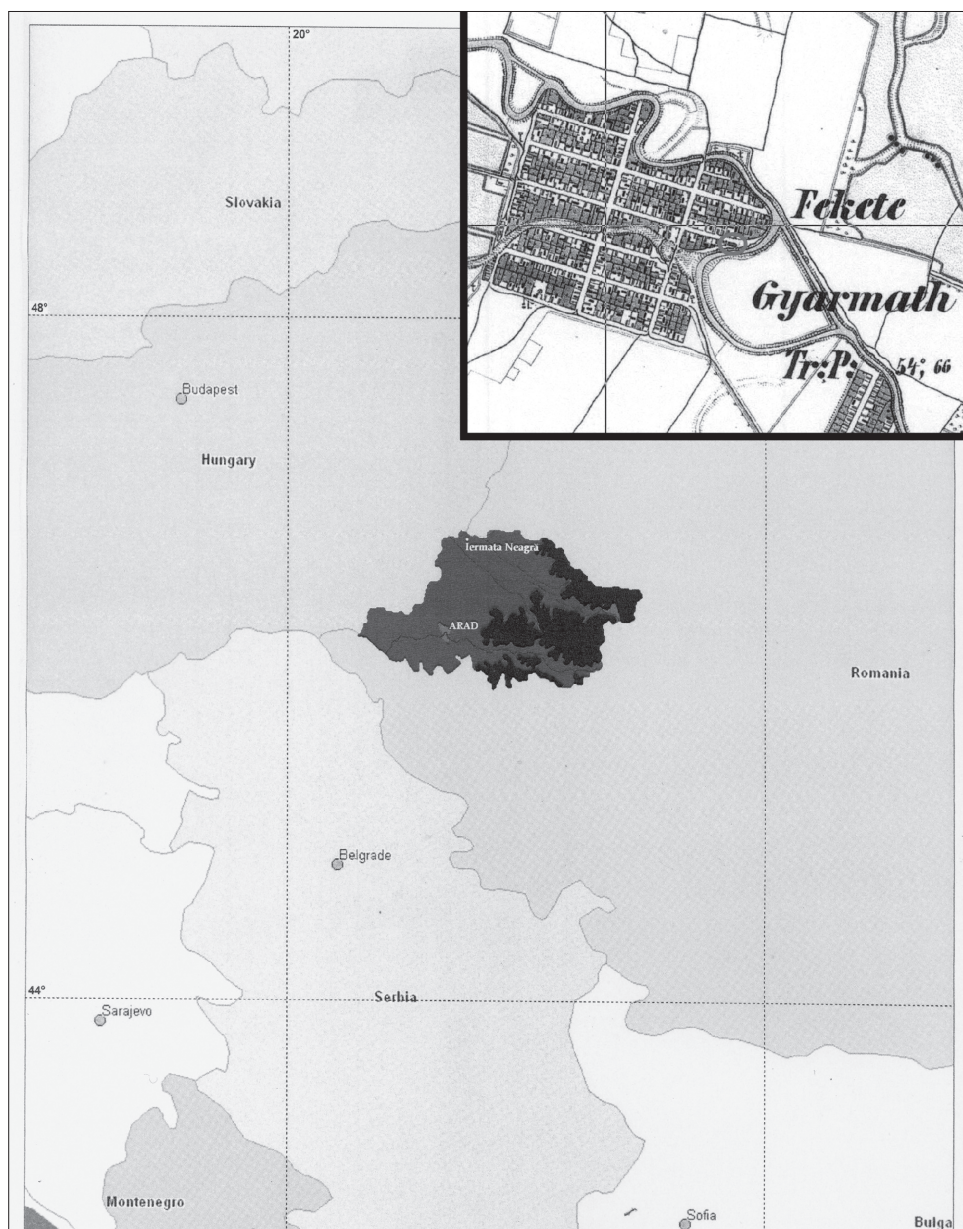 20°
Fekete
Slovakia
Gyarmath
48°
Tr:P: 54°, 66
Budapest
Hungary
Iermata Neagră
ARAD
Romania
Belgrade
44°
Serbia
Sarajevo
Montenegro
Sofia
Bulga